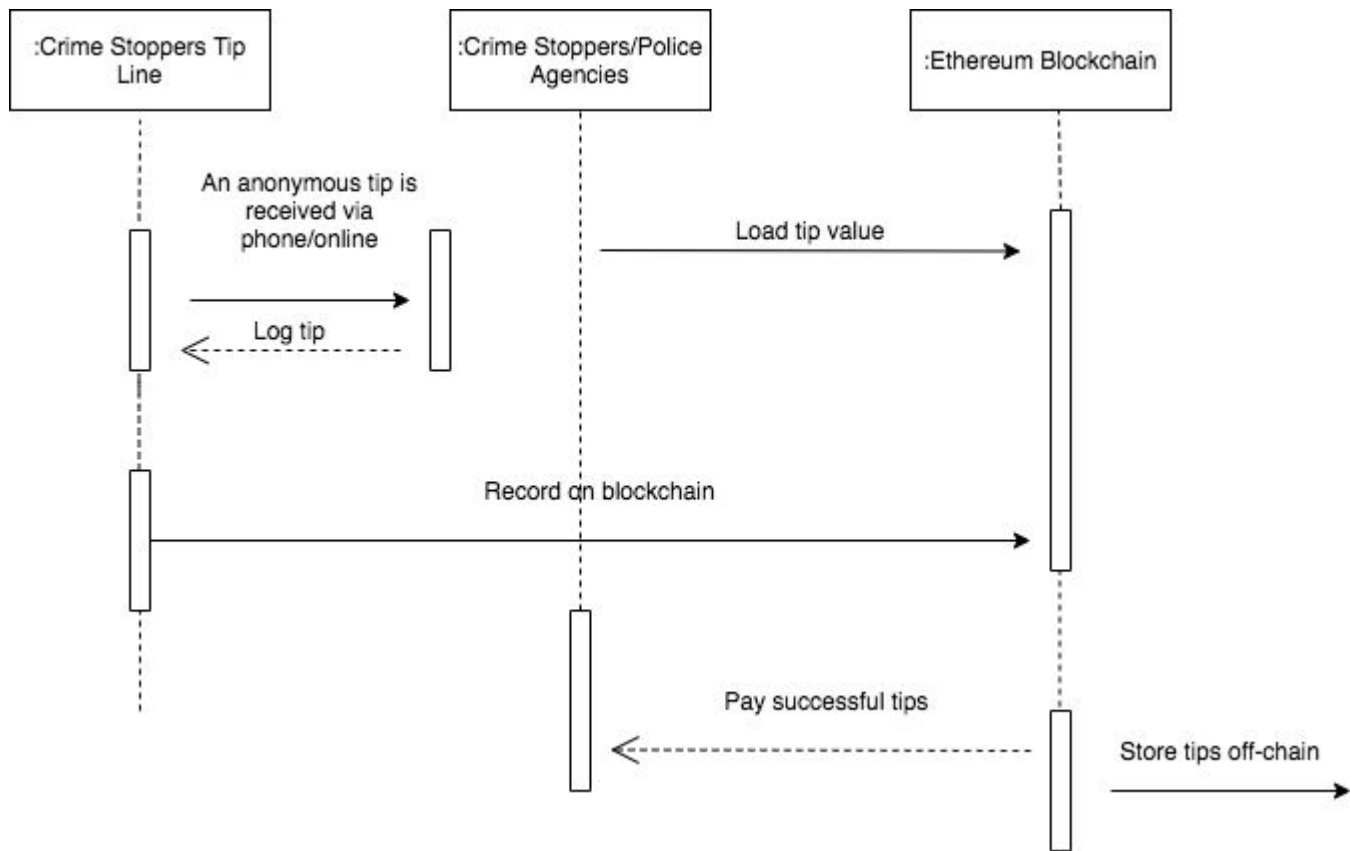 :Crime Stoppers Tip
Line
:Crime Stoppers/Police
Agencies
:Ethereum Blockchain
An anonymous tip is
received via
phone/online
Load tip value
Log tip
Record on blockchain
Pay successful tips
Store tips off-chain